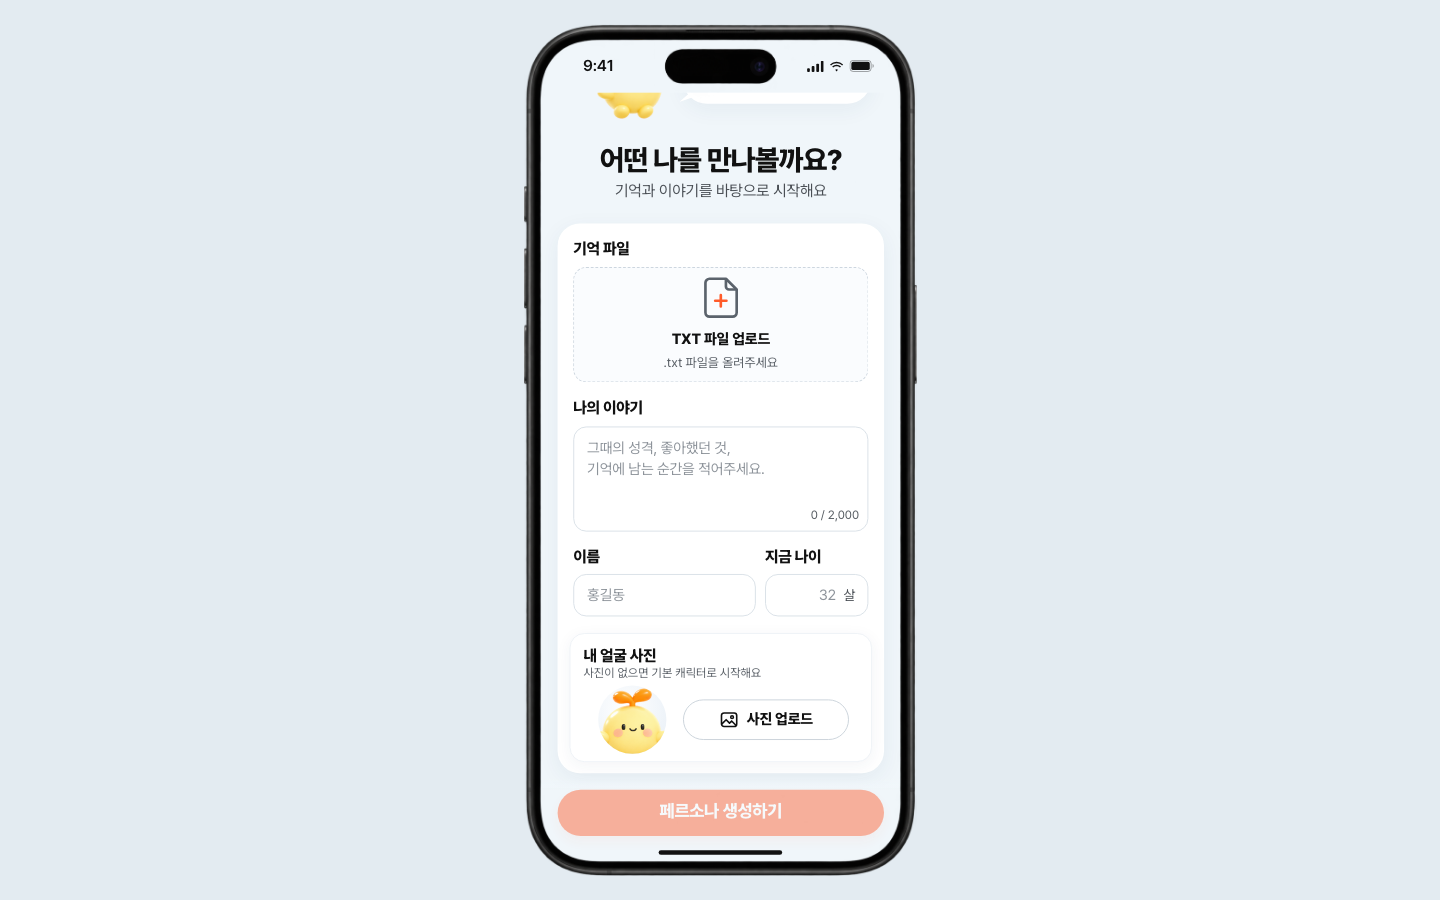 9:41
어떤 나를 만나볼까요?
기억과 이야기를 바탕으로 시작해요
기억 파일
TXT 파일 업로드
.txt 파일을 올려주세요
나의 이야기
그때의 성격, 좋아했던 것,
기억에 남는 순간을 적어주세요.
0 / 2,000
이름
지금 나이
홍길동
32 살
내 얼굴 사진
사진이 없으면 기본 캐릭터로 시작해요
사진 업로드
페르소나 생성하기